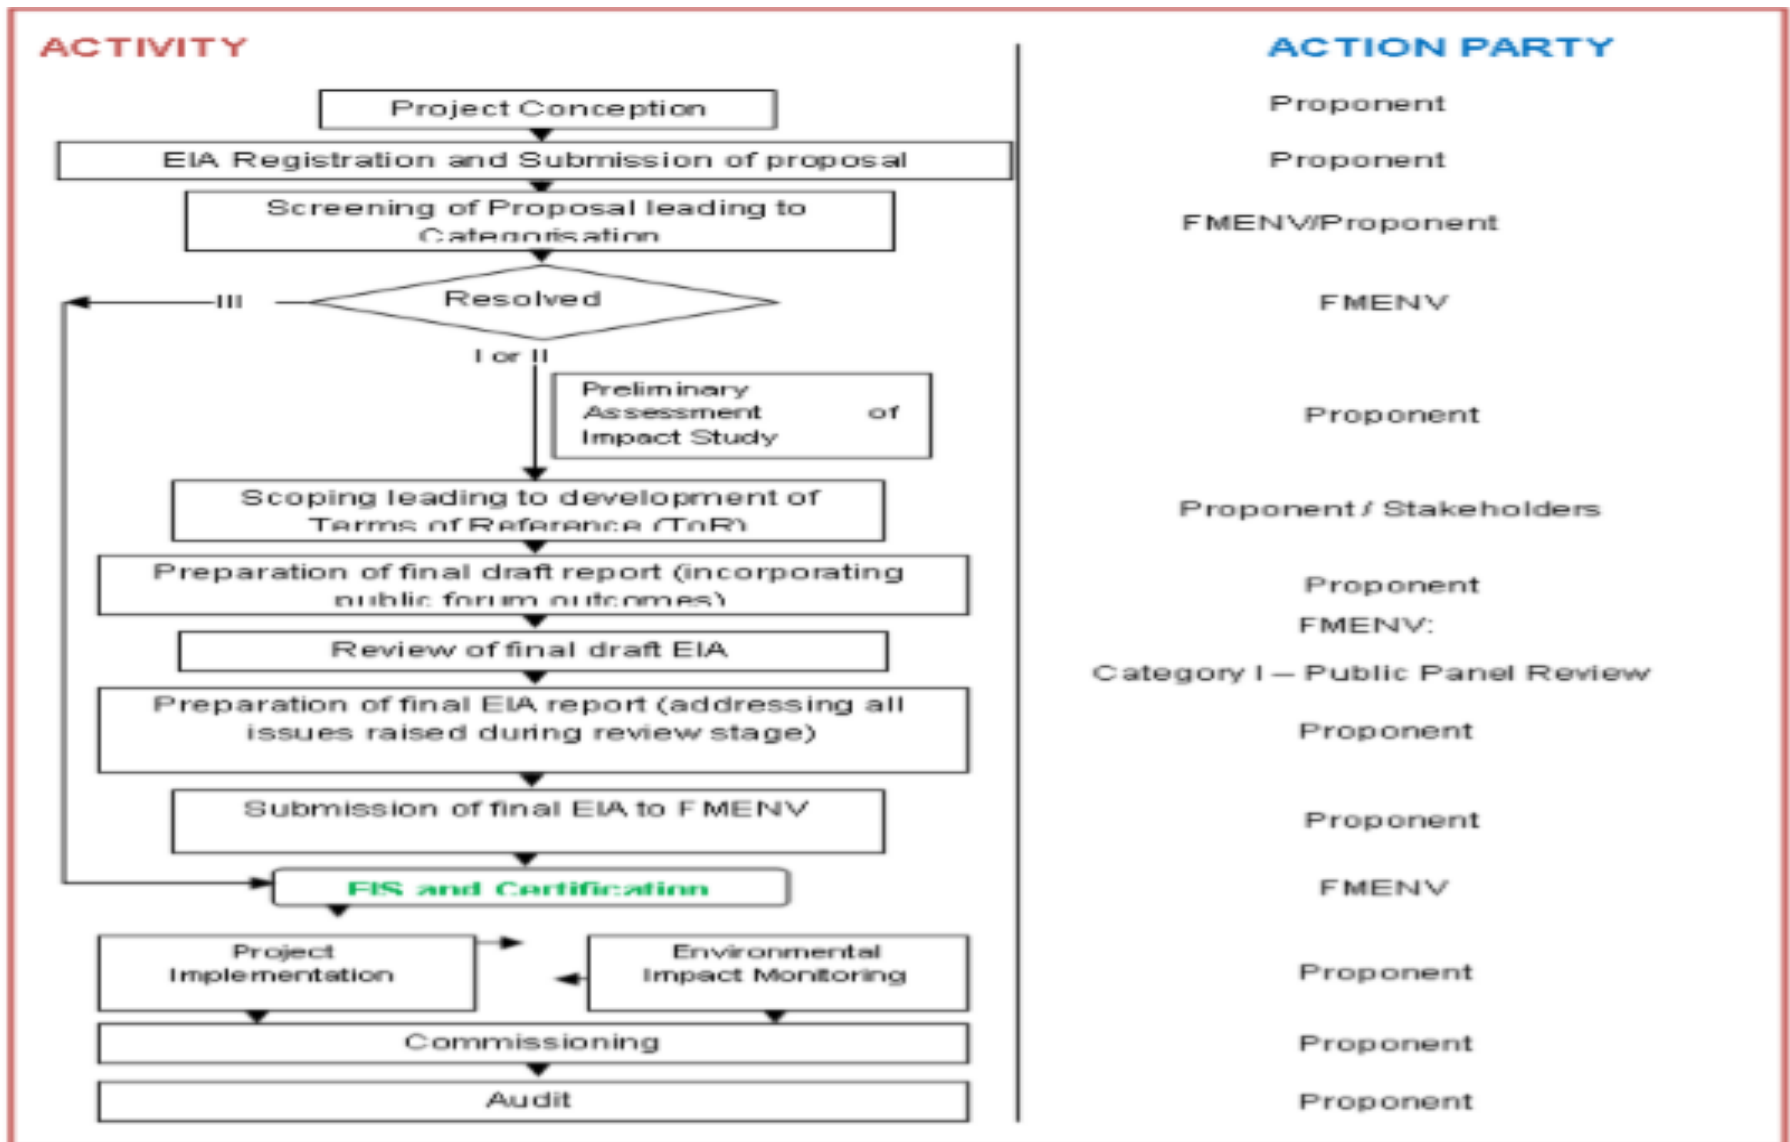 ACTIVITY
ACTION PARTY
Project Conception
Proponent
EIA Registration and Submission of proposal
Proponent
Screening of Proposal leading to
Categorisation
FMENV/Proponent
III
Resolved
FMENV
I or II
Preliminary
Assessment of
Impact Study
Proponent
Scoping leading to development of
Terms of Reference (ToR)
Proponent / Stakeholders
Preparation of final draft report (incorporating
public forum outcomes)
Proponent
FMENV:
Review of final draft EIA
Category I – Public Panel Review
Preparation of final EIA report (addressing all
issues raised during review stage)
Proponent
Submission of final EIA to FMENV
Proponent
EIS and Certification
FMENV
Project
Implementation
Environmental
Impact Monitoring
Proponent
Commissioning
Proponent
Audit
Proponent